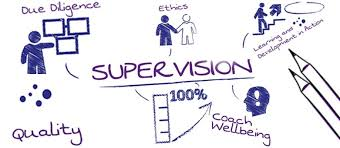 Due Diligence
Ethics
Learning and
Development in Action
SUPERVISION
100%
Quality
Coach
Wellbeing